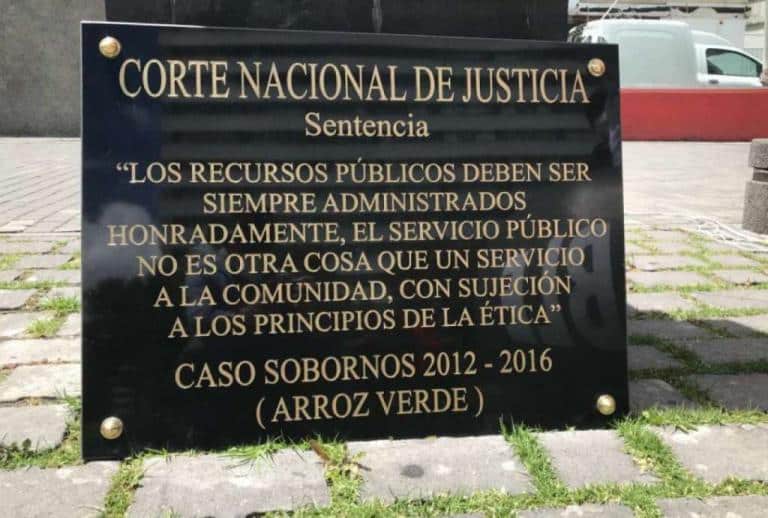 CORTE NACIONAL DE JUSTICIA
Sentencia
“LOS RECURSOS PÚBLICOS DEBEN SER
SIEMPRE ADMINISTRADOS
HONRADAMENTE, EL SERVICIO PÚBLICO
NO ES OTRA COSA QUE UN SERVICIO
A LA COMUNIDAD, CON SUJECIÓN
A LOS PRINCIPIOS DE LA ÉTICA”
CASO SOBORNOS 2012 - 2016
( ARROZ VERDE )